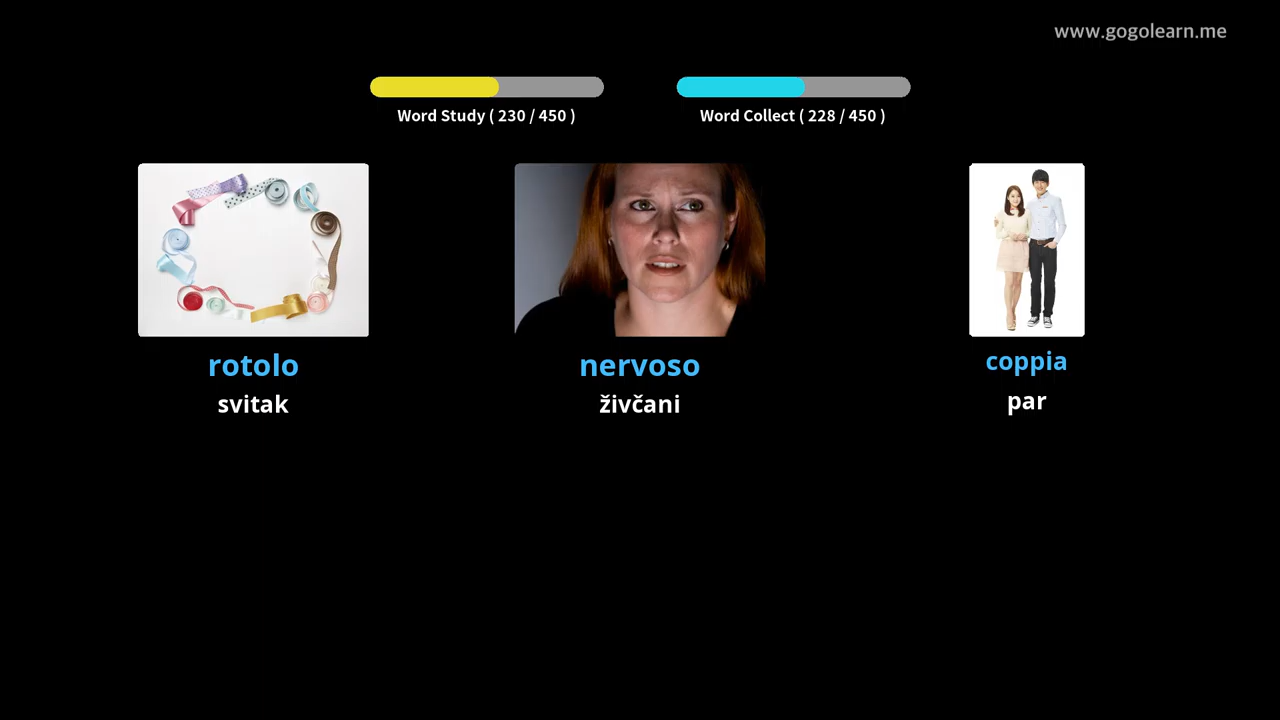 www.gogolearn.me
Word Study ( 230 / 450 )
Word Collect ( 228 / 450 )
rotolo
nervoso
coppia
svitak
živčani
par